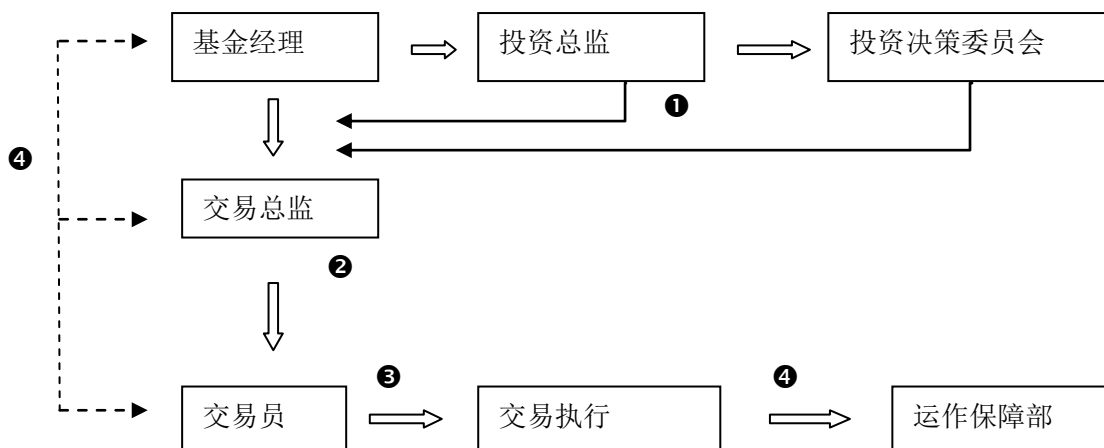 基金经理
投资总监
投资决策委员会
❶
❹
交易总监
❷
❸
❹
交易员
交易执行
运作保障部